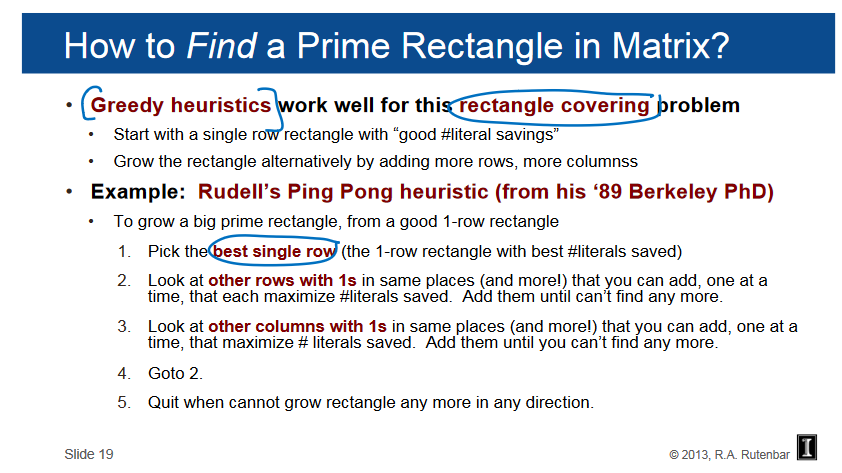 How to Find a Prime Rectangle in Matrix?
• Greedy heuristics work well for this rectangle covering problem
• Start with a single row rectangle with “good #literal savings”
• Grow the rectangle alternatively by adding more rows, more columnss
• Example: Rudell’s Ping Pong heuristic (from his ‘89 Berkeley PhD)
• To grow a big prime rectangle, from a good 1-row rectangle
1. Pick the best single row (the 1-row rectangle with best #literals saved)
2. Look at other rows with 1s in same places (and more!) that you can add, one at a
time, that each maximize #literals saved. Add them until can’t find any more.
3. Look at other columns with 1s in same places (and more!) that you can add, one at a
time, that maximize # literals saved. Add them until you can’t find any more.
4. Goto 2.
5. Quit when cannot grow rectangle any more in any direction.
Slide 19
© 2013, R.A. Rutenbar
I